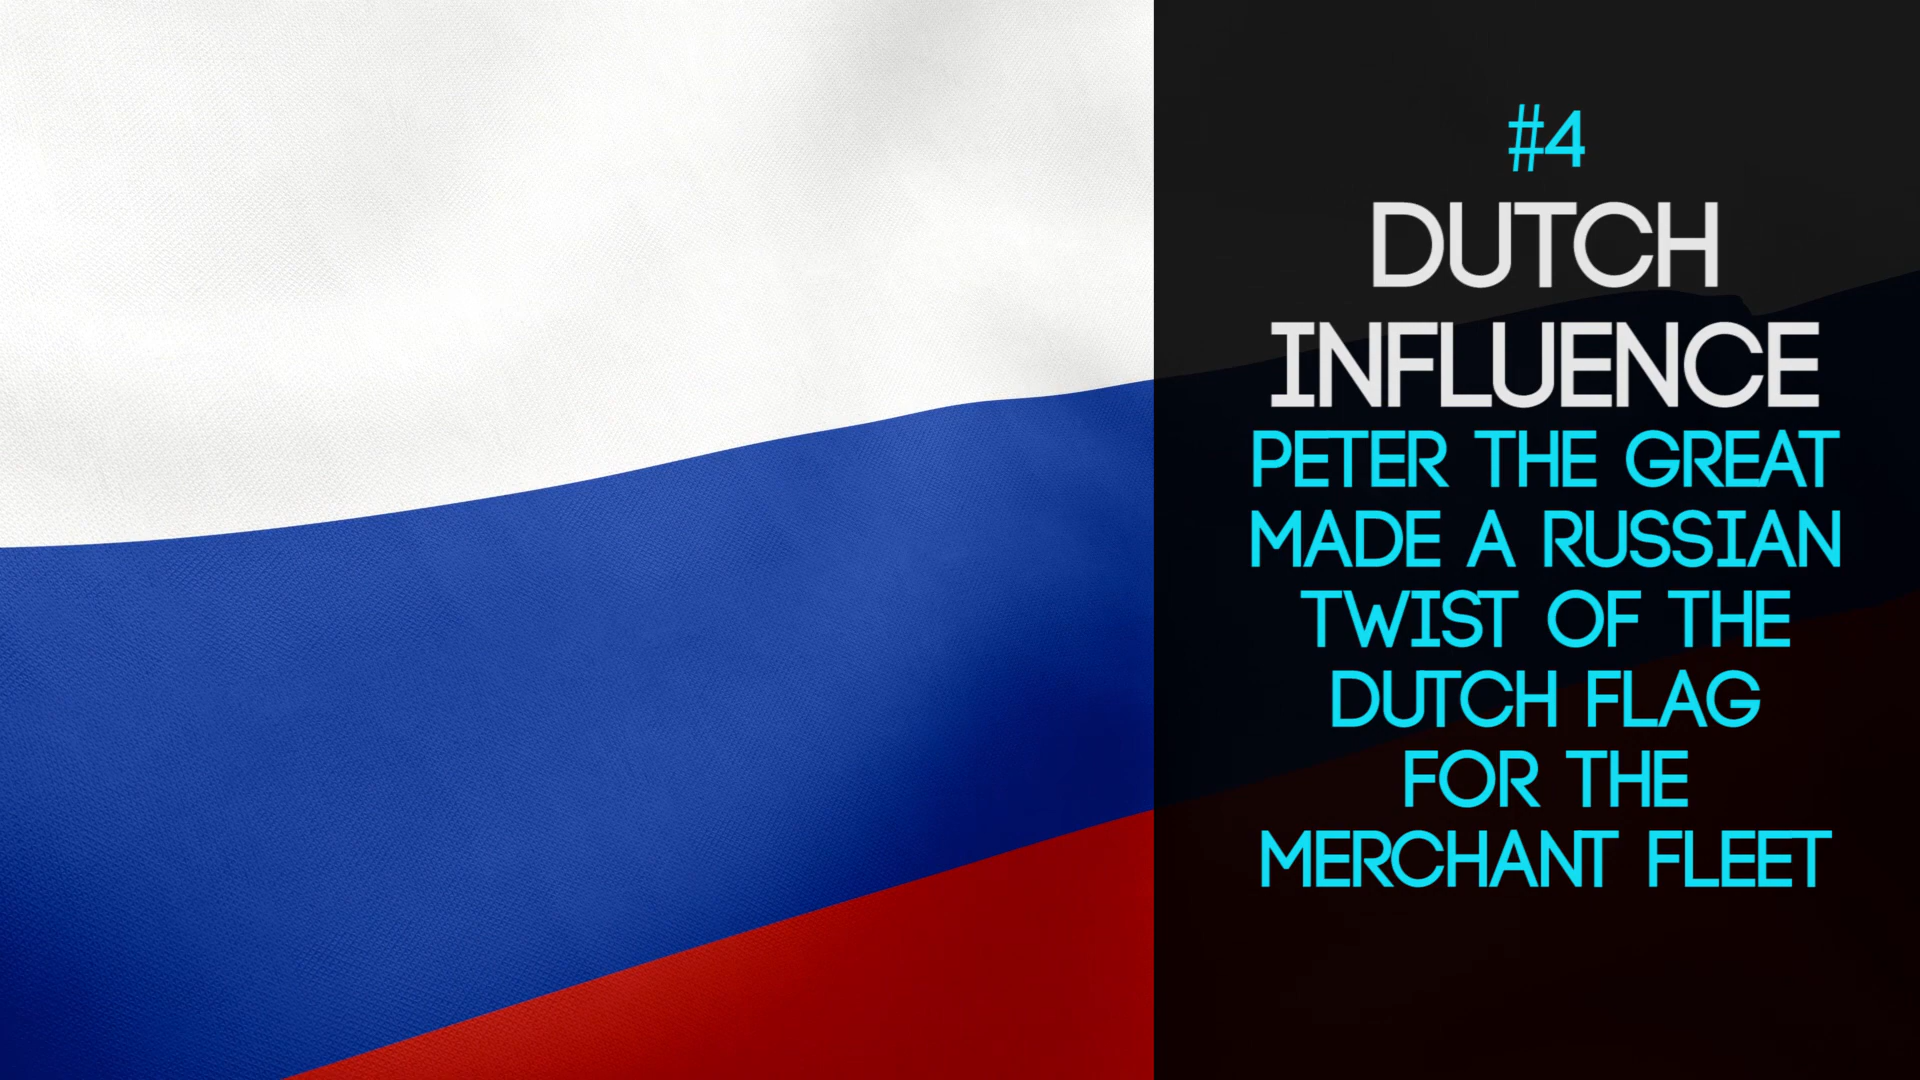 #4
DUTCH
INFLUENCE
PETER THE GREAT
MADE A RUSSIAN
TWIST OF THE
DUTCH FLAG
FOR THE
MERCHANT FLEET